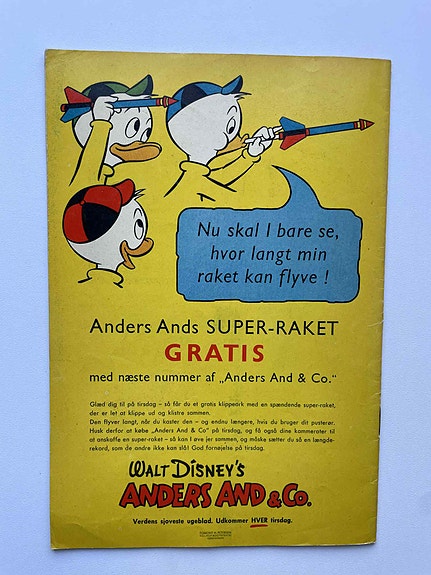 Nu skal I bare se,
hvor langt min
raket kan flyve !
Anders Ands SUPER-RAKET
GRATIS
med næste nummer af „Anders And & Co.“
Glæd dig til på tirsdag – så får du et gratis klippeark med en spændende super-raket,
der er let at klippe ud og klistre sammen.
Den flyver langt, når du kaster den – og endnu længere, hvis du bruger dit pusterør.
Husk derfor at købe „Anders And & Co“ på tirsdag, og få også dine kammerater til
at anskaffe en super-raket – så kan I øve jer sammen, og måske sætter du så en længde-
rekord, som de andre ikke kan slå! God fornøjelse på tirsdag.
WALT DISNEY'S
ANDERS AND & Co.
Verdens sjoveste ugeblad. Udkommer HVER tirsdag.